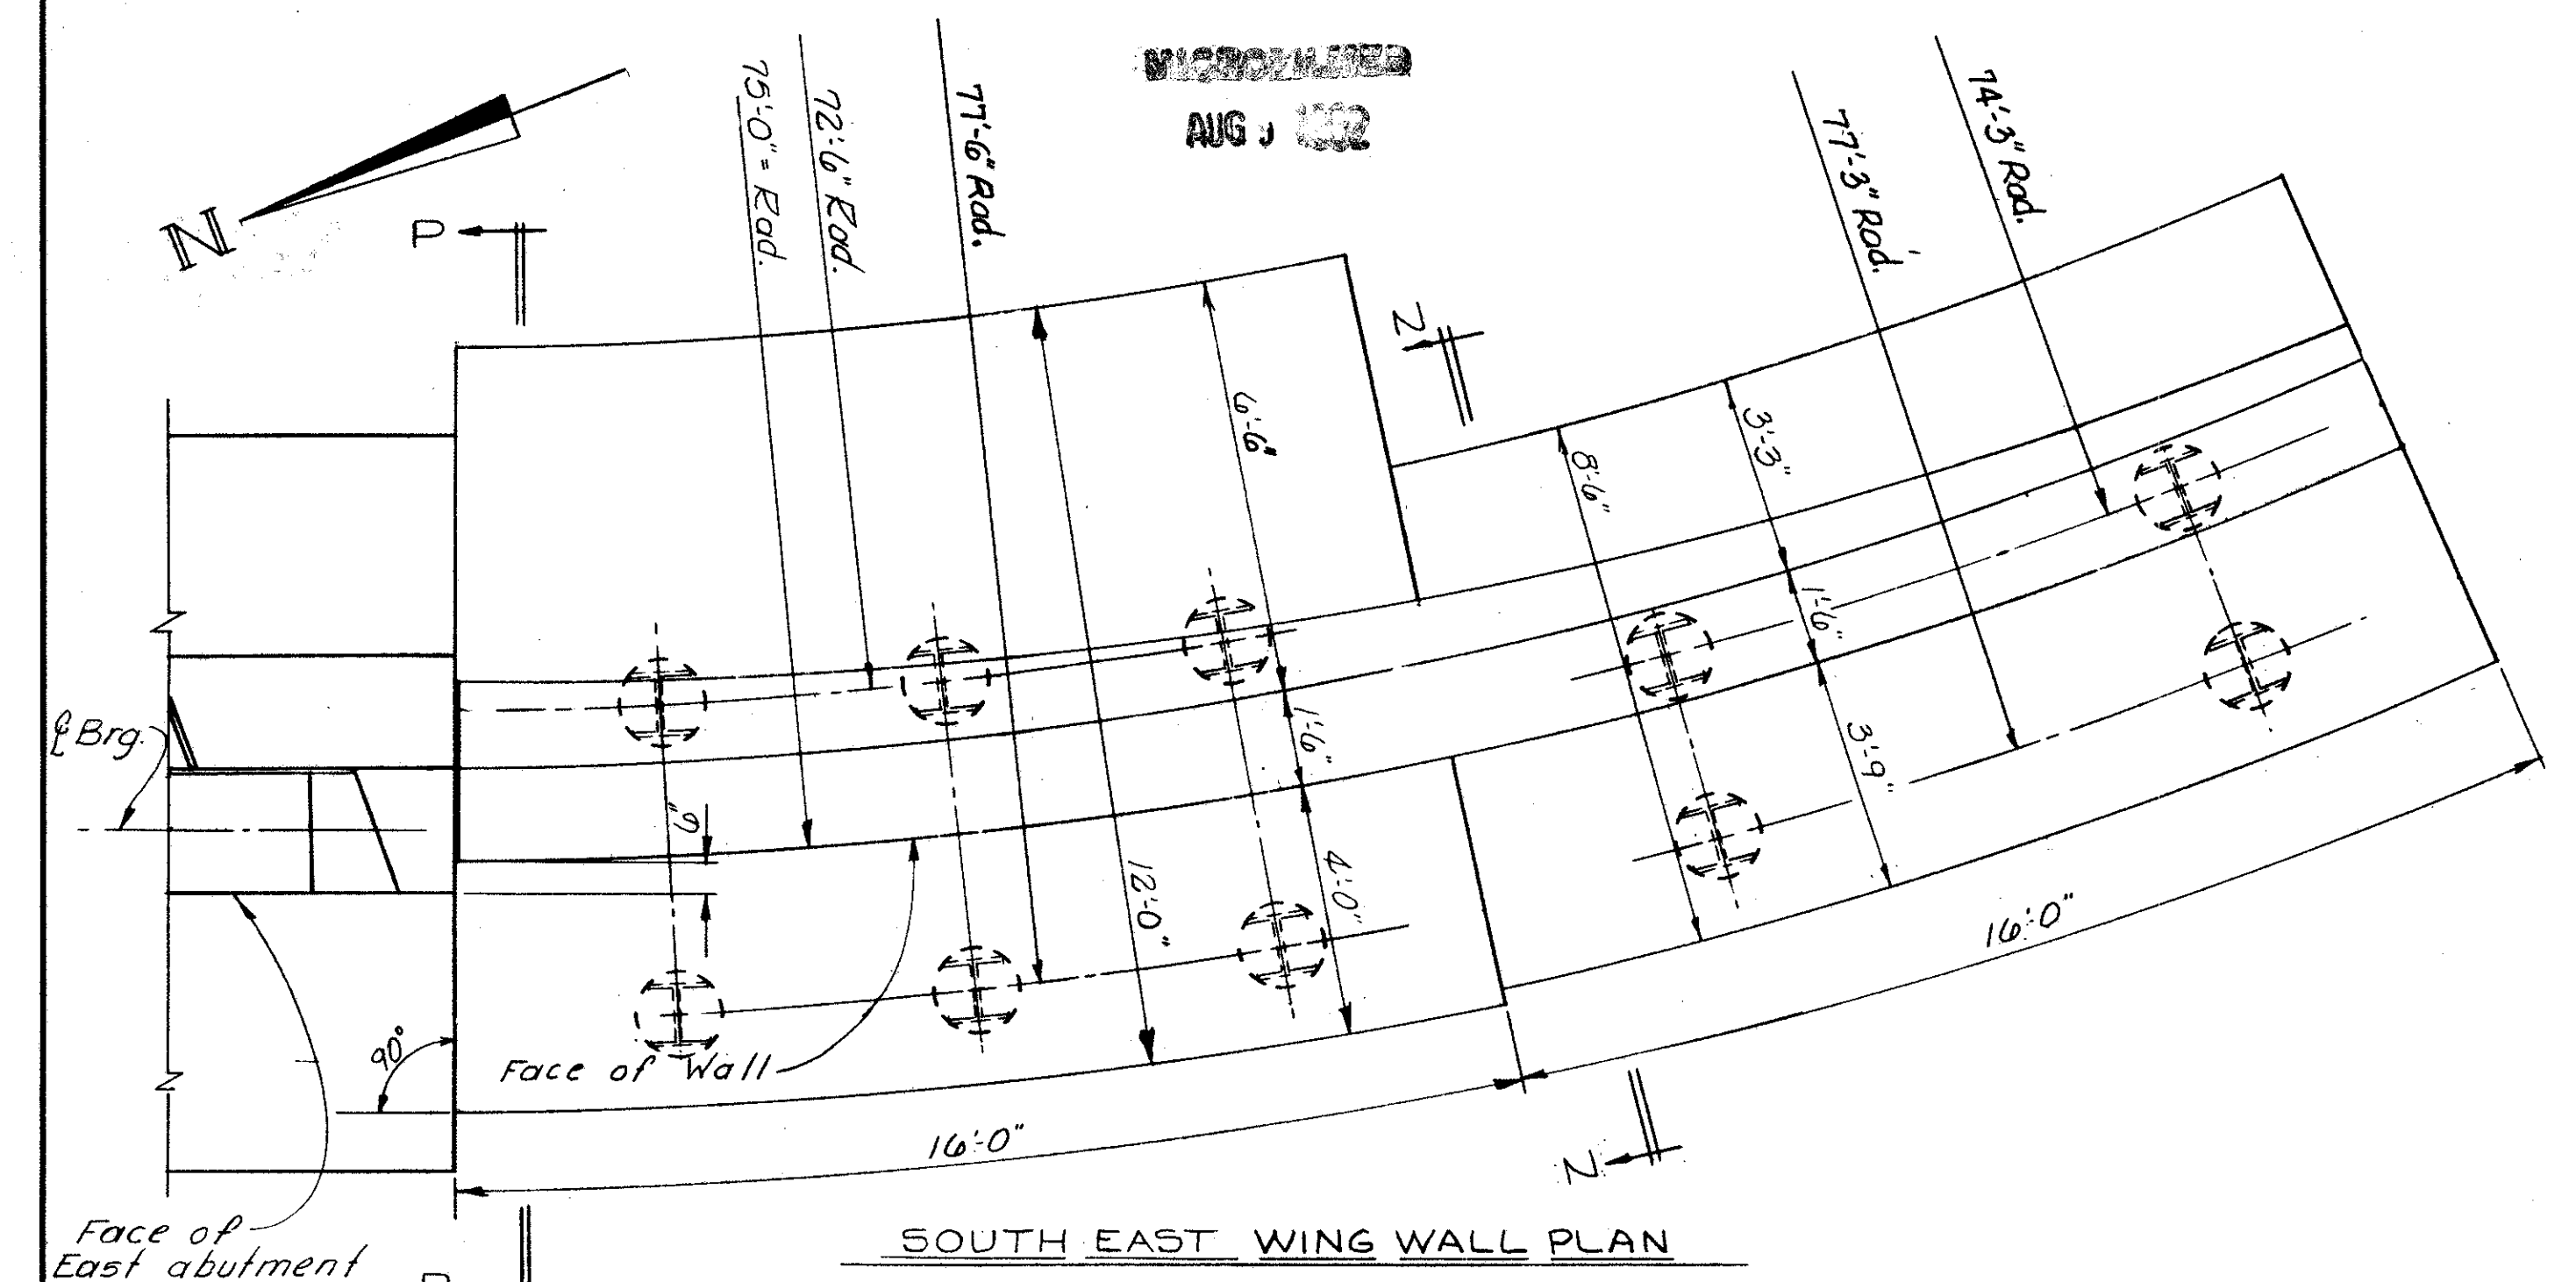 AUG
75'-0" = Rad.
72'-6" Rad.
77'-6" Rad.
77'-3" Rad.
74'-3" Rad.
N
P
6'-6"
8'-6"
3'-3"
1'-6"
3'-9"
1'-6"
4'-0"
12'-0"
℄ Brg.
6"
90°
Face of Wall
16'-0"
16'-0"
N
Face of
East abutment
SOUTH EAST WING WALL PLAN